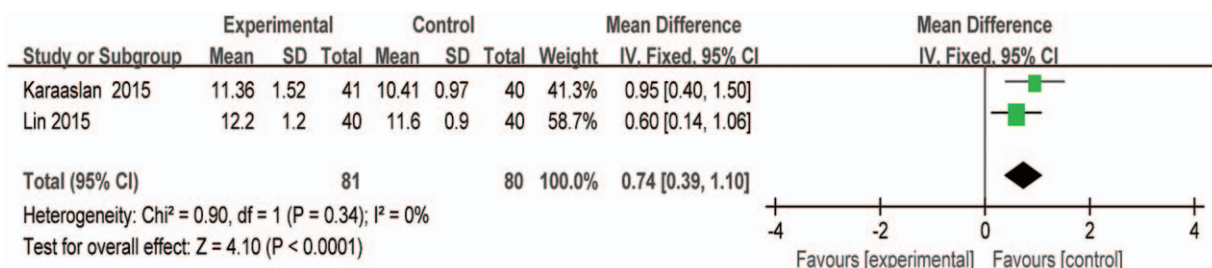 Experimental Control Mean Difference Mean Difference
Study or Subgroup Mean SD Total Mean SD Total Weight IV, Fixed, 95% CI IV, Fixed, 95% CI
Karaaslan 2015 11.36 1.52 41 10.41 0.97 40 41.3% 0.95 [0.40, 1.50]
Lin 2015 12.2 1.2 40 11.6 0.9 40 58.7% 0.60 [0.14, 1.06]
Total (95% CI) 81 80 100.0% 0.74 [0.39, 1.10]
Heterogeneity: Chi² = 0.90, df = 1 (P = 0.34); I² = 0%
Test for overall effect: Z = 4.10 (P < 0.0001)
-4 -2 0 2 4
Favours [experimental] Favours [control]